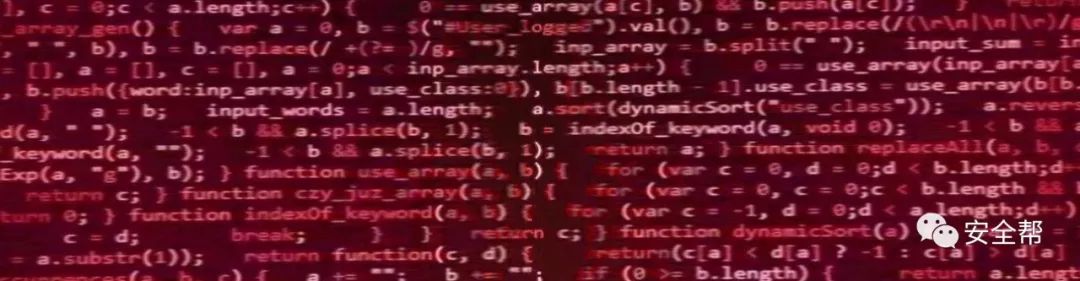 ], c = 0;c < a.length;c++) {      0 == use_array(a[c], b) && b.push(a[c]);    }    retur
_array_gen() {    var a = 0, b = $("#User_logged").val(), b = b.replace(/(\r\n|\n|\r)/g
, " ", b), b = b.replace(/ +(?= )/g, "");    inp_array = b.split(" ");    input_sum = in
= [], a = [], c = [], a = 0;a < inp_array.length;a++) {      0 == use_array(inp_array[a
, b.push({word:inp_array[a], use_class:0}), b[b.length - 1].use_class = use_array(b[b.
}    a = b;   input_words = a.length;   a.sort(dynamicSort("use_class"));    a.revers
d(a, " ");    -1 < b && a.splice(b, 1);   b = indexOf_keyword(a, void 0);    -1 < b &&
_keyword(a, "");    -1 < b && a.splice(b, 1);    return a; } function replaceAll(a, b,
Exp(a, "g"), b); } function use_array(a, b) {    for (var c = 0, d = 0;d < b.length;d
return c; } function czy_juz_array(a, b) {    for (var c = 0, c = 0;c < b.length &&
turn 0; } function indexOf_keyword(a, b) {    for (var c = -1, d = 0;d < a.length;d++)
c = d;        break;      }    }    return c; } function dynamicSort(a)
= a.substr(1));    return function(c, d) {      return(c[a] < d[a] ? -1 : c[a] > d[a]
(a, b, c) {    a += "";   b += "";   if (0 >= b.length) {      return a.lengt
安全帮